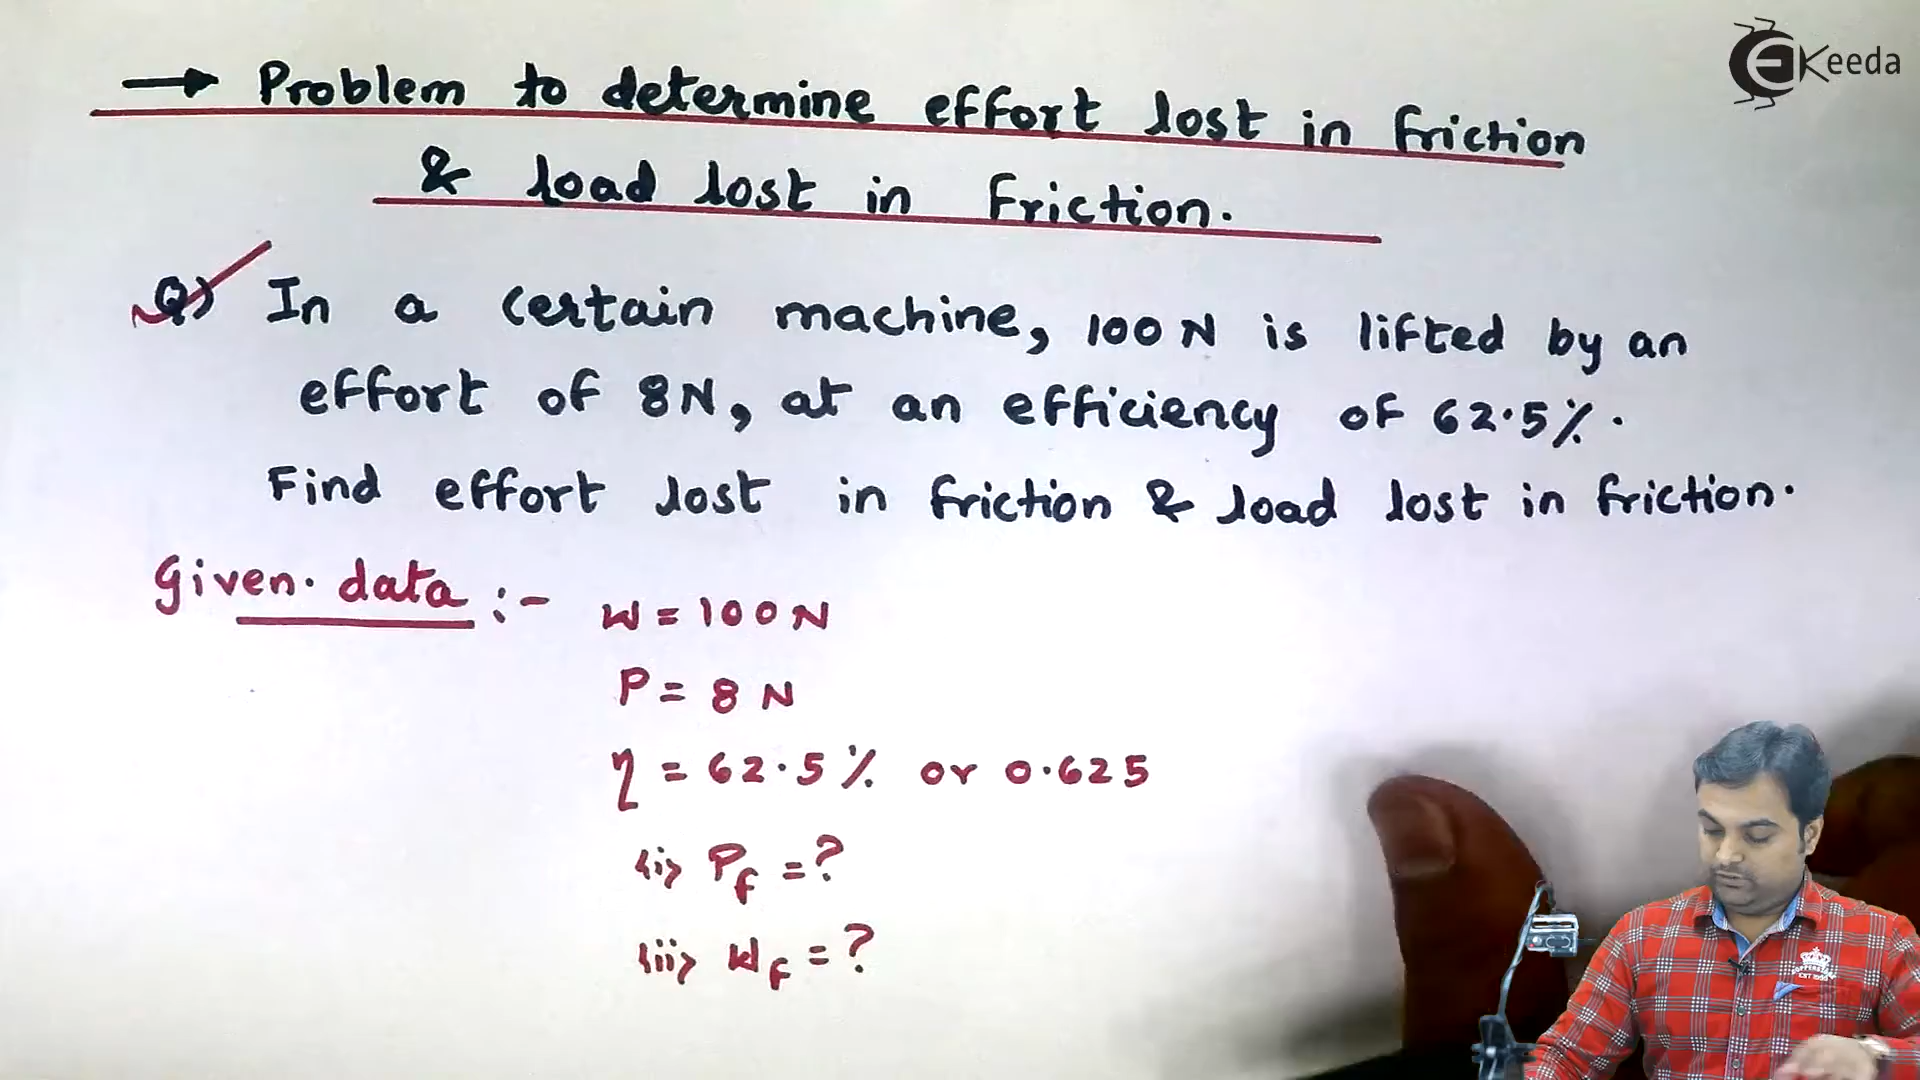 EKeeda
→ Problem to determine effort lost in friction
& load lost in friction.
Q) In a certain machine, 100 N is lifted by an
effort of 8N, at an efficiency of 62.5%.
Find effort lost in friction & load lost in friction.
Given data :- W = 100 N
P = 8 N
η = 62.5% or 0.625
(i) Pf = ?
(ii) Wf = ?